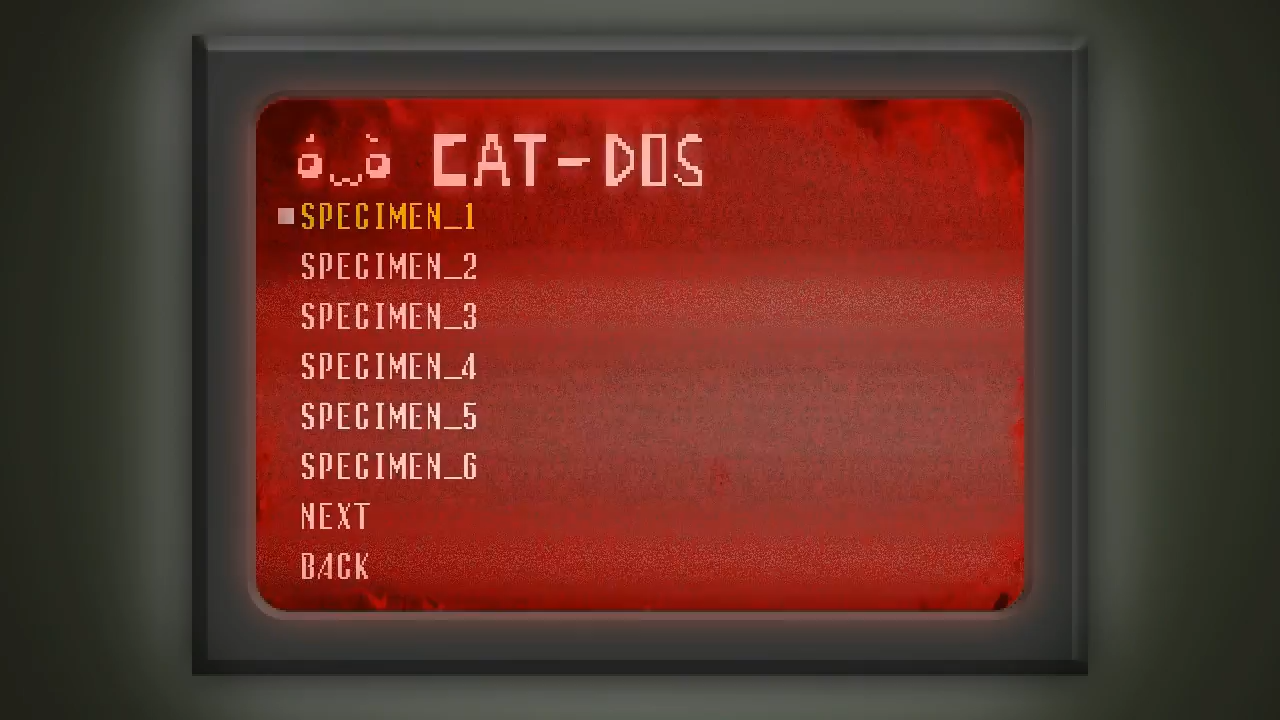 CAT-DOS
SPECIMEN_1
SPECIMEN_2
SPECIMEN_3
SPECIMEN_4
SPECIMEN_5
SPECIMEN_6
NEXT
BACK